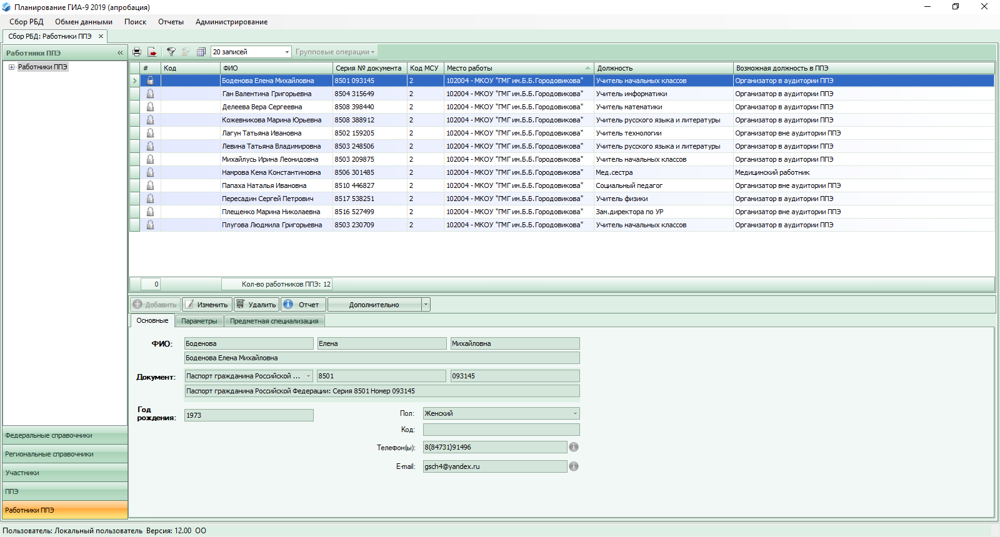 Планирование ГИА-9 2019 (апробация)
Сбор РБД Обмен данными Поиск Отчеты Администрирование
Сбор РБД: Работники ППЭ ×
Работники ППЭ «
20 записей Групповые операции
Работники ППЭ
# Код ФИО Серия № документа Код МСУ Место работы Должность Возможная должность в ППЭ
Боденова Елена Михайловна 8501 093145 2 102004 - МКОУ "ГМГ им.Б.Б.Городовикова" Учитель начальных классов Организатор в аудитории ППЭ
Ган Валентина Григорьевна 8504 315649 2 102004 - МКОУ "ГМГ им.Б.Б.Городовикова" Учитель информатики Организатор в аудитории ППЭ
Делеева Вера Сергеевна 8508 398440 2 102004 - МКОУ "ГМГ им.Б.Б.Городовикова" Учитель математики Организатор в аудитории ППЭ
Кожевникова Марина Юрьевна 8508 388912 2 102004 - МКОУ "ГМГ им.Б.Б.Городовикова" Учитель русского языка и литературы Организатор в аудитории ППЭ
Лагун Татьяна Ивановна 8502 159205 2 102004 - МКОУ "ГМГ им.Б.Б.Городовикова" Учитель технологии Организатор вне аудитории ППЭ
Левина Татьяна Владимировна 8503 248506 2 102004 - МКОУ "ГМГ им.Б.Б.Городовикова" Учитель русского языка и литературы Организатор в аудитории ППЭ
Михайлусь Ирина Леонидовна 8503 209875 2 102004 - МКОУ "ГМГ им.Б.Б.Городовикова" Учитель начальных классов Организатор в аудитории ППЭ
Намрова Кема Константиновна 8506 301485 2 102004 - МКОУ "ГМГ им.Б.Б.Городовикова" Мед.сестра Медицинский работник
Папаха Наталья Ивановна 8510 446827 2 102004 - МКОУ "ГМГ им.Б.Б.Городовикова" Социальный педагог Организатор вне аудитории ППЭ
Пересадин Сергей Петрович 8517 538251 2 102004 - МКОУ "ГМГ им.Б.Б.Городовикова" Учитель физики Организатор в аудитории ППЭ
Плещенко Марина Николаевна 8516 527499 2 102004 - МКОУ "ГМГ им.Б.Б.Городовикова" Зам.директора по УР Организатор вне аудитории ППЭ
Плугова Людмила Григорьевна 8503 230709 2 102004 - МКОУ "ГМГ им.Б.Б.Городовикова" Учитель начальных классов Организатор в аудитории ППЭ
0 Кол-во работников ППЭ: 12
Добавить Изменить Удалить Отчет Дополнительно
Основные Параметры Предметная специализация
ФИО: Боденова Елена Михайловна
Боденова Елена Михайловна
Документ: Паспорт гражданина Российской ... 8501 093145
Паспорт гражданина Российской Федерации: Серия 8501 Номер 093145
Год
рождения: 1973
Пол: Женский
Код:
Телефон(ы): 8(84731)91496
E-mail: gsch4@yandex.ru
Федеральные справочники
Региональные справочники
Участники
ППЭ
Работники ППЭ
Пользователь: Локальный пользователь Версия: 12.00 ОО